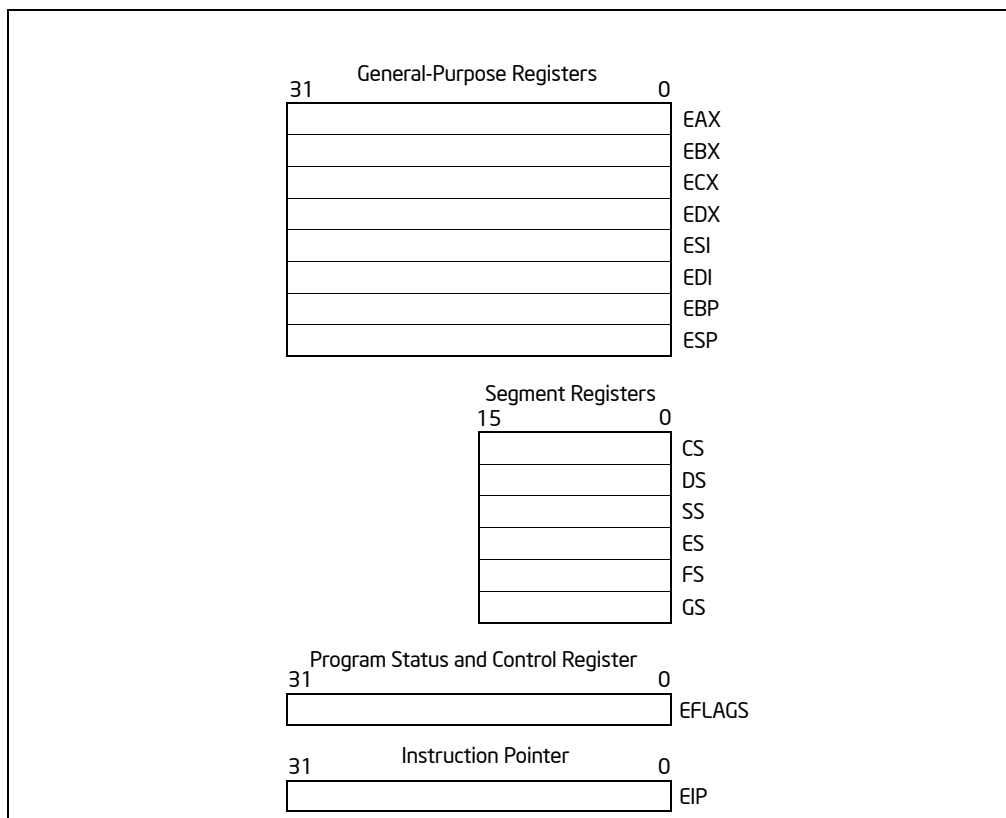 General-Purpose Registers
31 0
EAX
EBX
ECX
EDX
ESI
EDI
EBP
ESP
Segment Registers
15 0
CS
DS
SS
ES
FS
GS
Program Status and Control Register
31 0
EFLAGS
Instruction Pointer
31 0
EIP